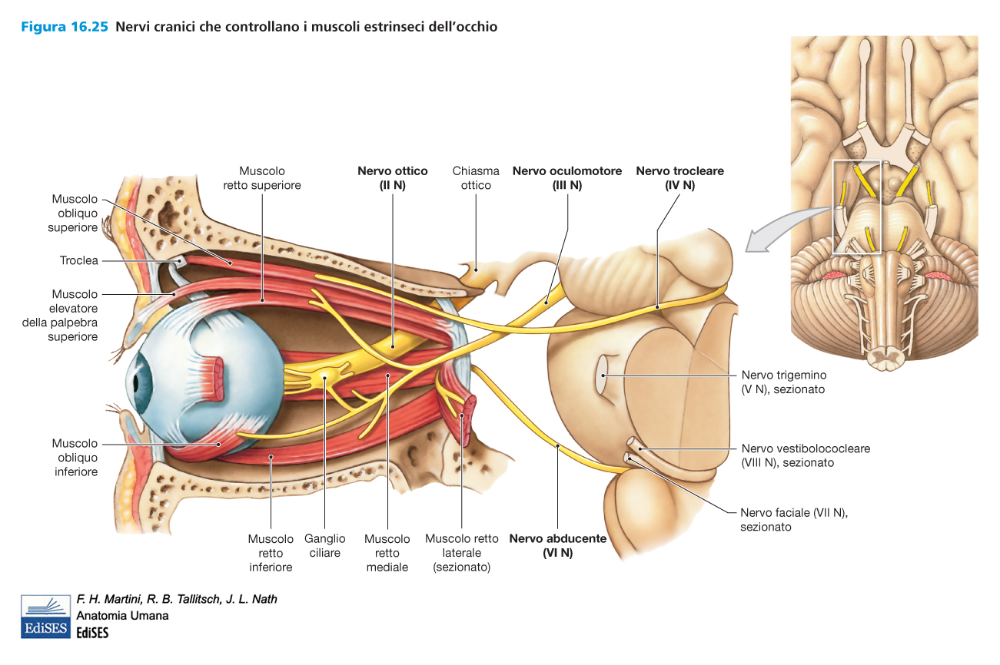 Figura 16.25 Nervi cranici che controllano i muscoli estrinseci dell'occhio
Muscolo
retto superiore
Nervo ottico
(II N)
Chiasma
ottico
Nervo oculomotore
(III N)
Nervo trocleare
(IV N)
Muscolo
obliquo
superiore
Troclea
Muscolo
elevatore
della palpebra
superiore
Muscolo
obliquo
inferiore
Nervo trigemino
(V N), sezionato
Nervo vestibolococleare
(VIII N), sezionato
Nervo faciale (VII N),
sezionato
Muscolo
retto
inferiore
Ganglio
ciliare
Muscolo
retto
mediale
Muscolo retto
laterale
(sezionato)
Nervo abducente
(VI N)
F. H. Martini, R. B. Tallitsch, J. L. Nath
Anatomia Umana
EdiSES
EdiSES